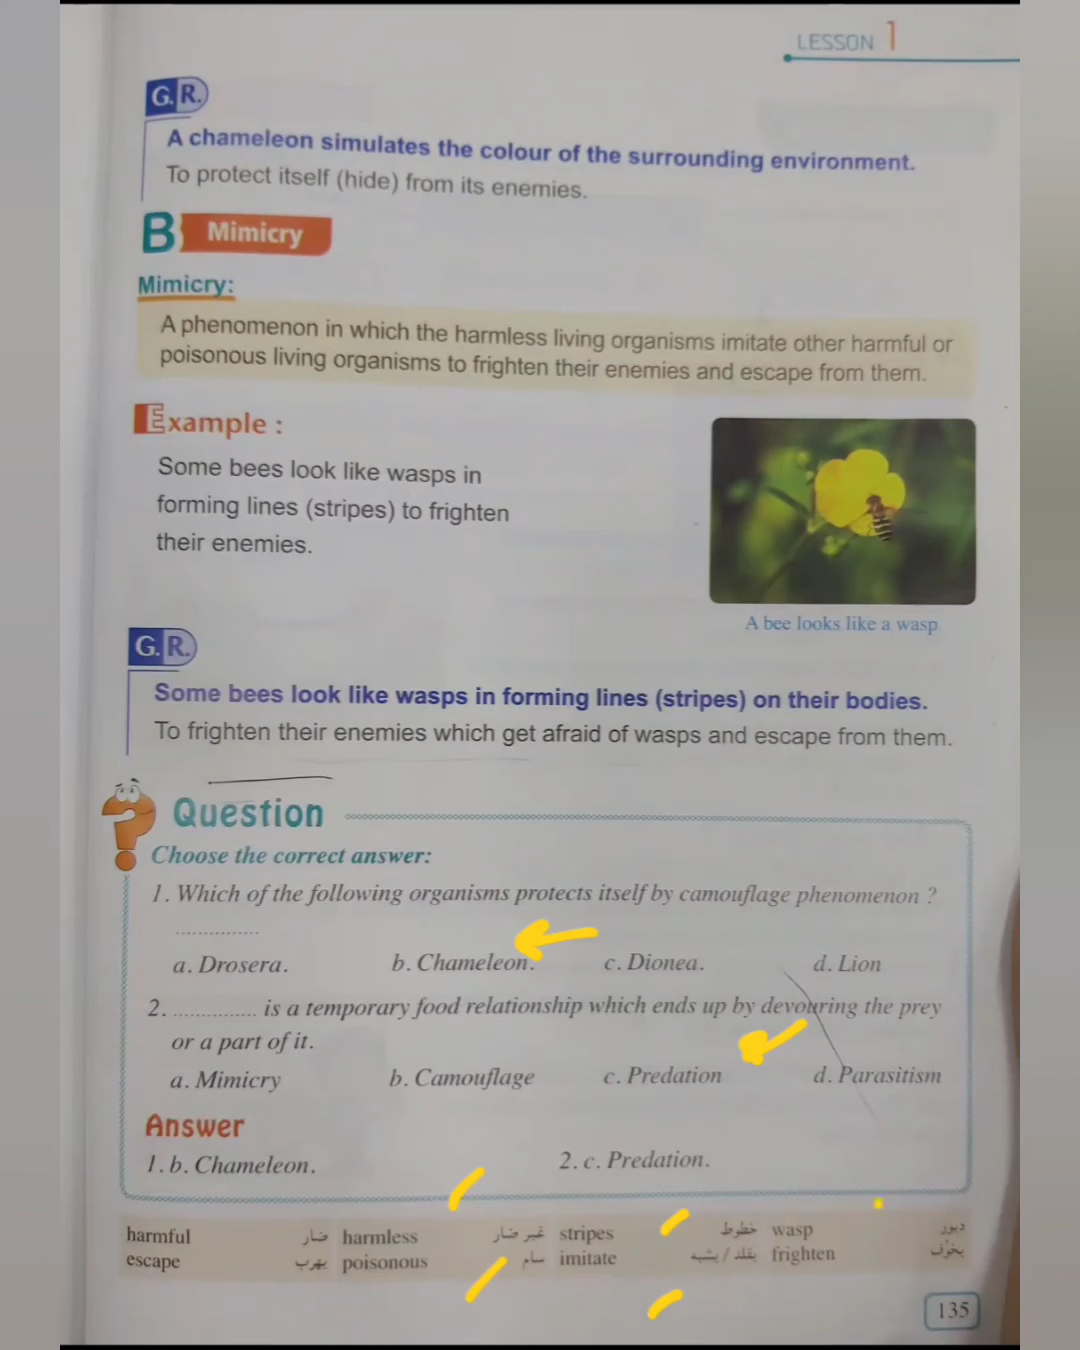 LESSON 1
G.R.
A chameleon simulates the colour of the surrounding environment.
To protect itself (hide) from its enemies.
B Mimicry
Mimicry:
A phenomenon in which the harmless living organisms imitate other harmful or
poisonous living organisms to frighten their enemies and escape from them.
Example :
Some bees look like wasps in
forming lines (stripes) to frighten
their enemies.
A bee looks like a wasp
G.R.
Some bees look like wasps in forming lines (stripes) on their bodies.
To frighten their enemies which get afraid of wasps and escape from them.
? Question
Choose the correct answer:
1. Which of the following organisms protects itself by camouflage phenomenon ?
...............
a. Drosera. b. Chameleon. c. Dionea. d. Lion
2. ............... is a temporary food relationship which ends up by devouring the prey
or a part of it.
a. Mimicry b. Camouflage c. Predation d. Parasitism
Answer
1. b. Chameleon. 2. c. Predation.
harmful ضار harmless غير ضار stripes خطوط wasp دبور
escape يهرب poisonous سام imitate يقلد / يشبه frighten يخوّف
135